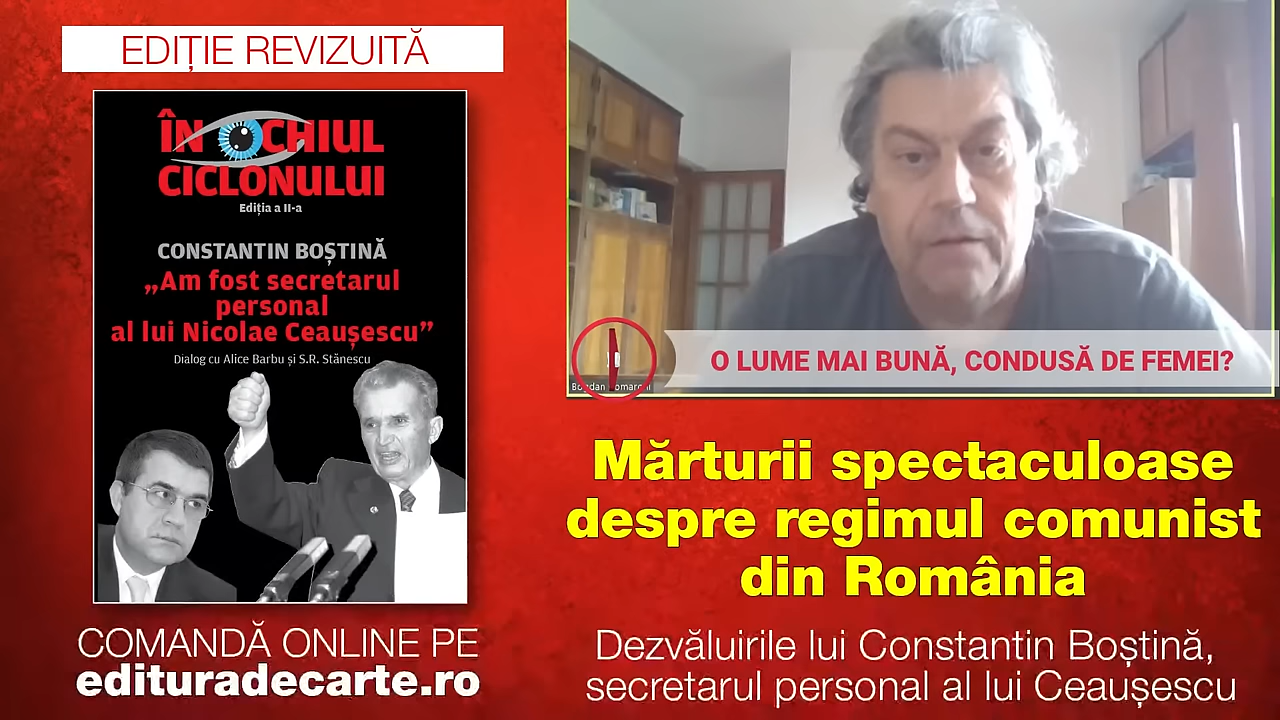 EDIȚIE REVIZUITĂ
ÎN OCHIUL
CICLONULUI
Ediția a II-a
CONSTANTIN BOȘTINĂ
„Am fost secretarul
personal
al lui Nicolae Ceaușescu”
Dialog cu Alice Barbu și S.R. Stănescu
COMANDĂ ONLINE PE
edituradecarte.ro
O LUME MAI BUNĂ, CONDUSĂ DE FEMEI?
Bogdan
Mărturii spectaculoase
despre regimul comunist
din România
Dezvăluirile lui Constantin Boștină,
secretarul personal al lui Ceaușescu